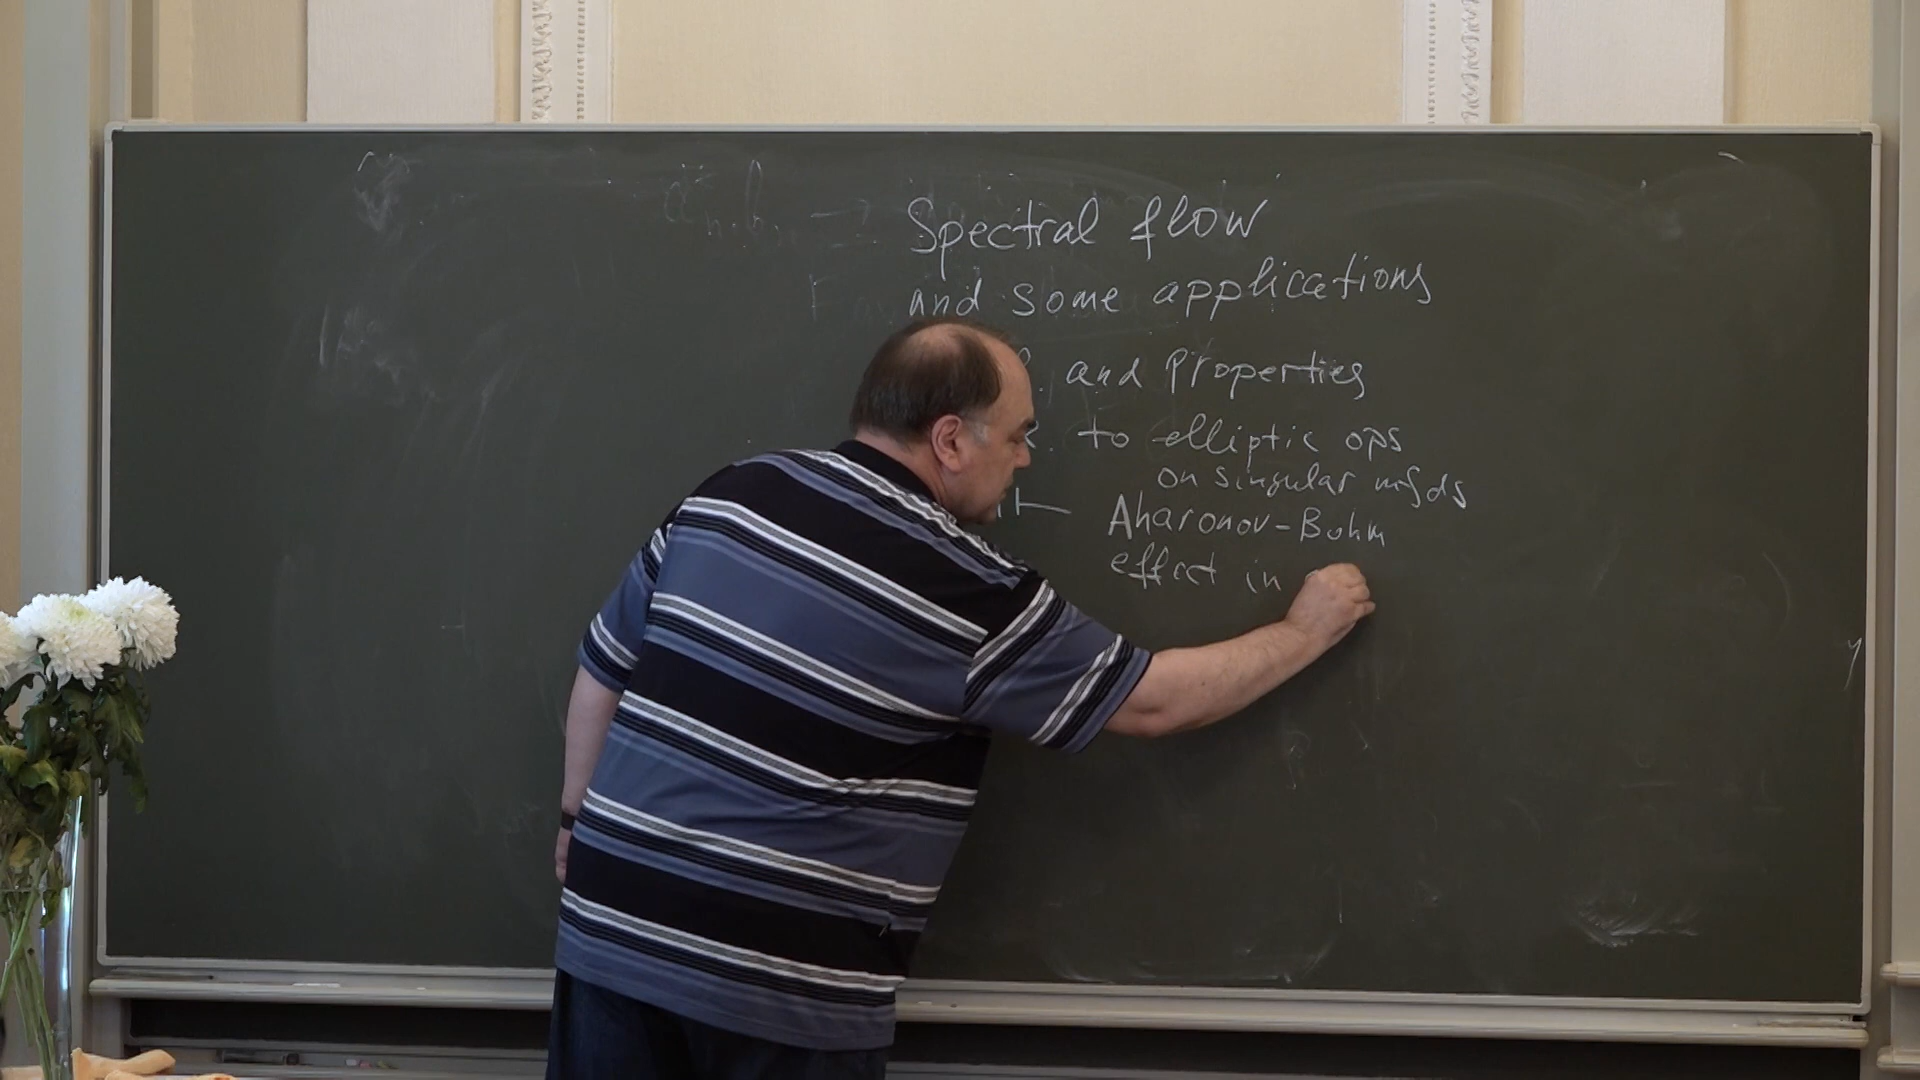 Spectral flow
and some applications
and Properties
to elliptic ops
on singular mfds
Aharonov-Bohm
effect in